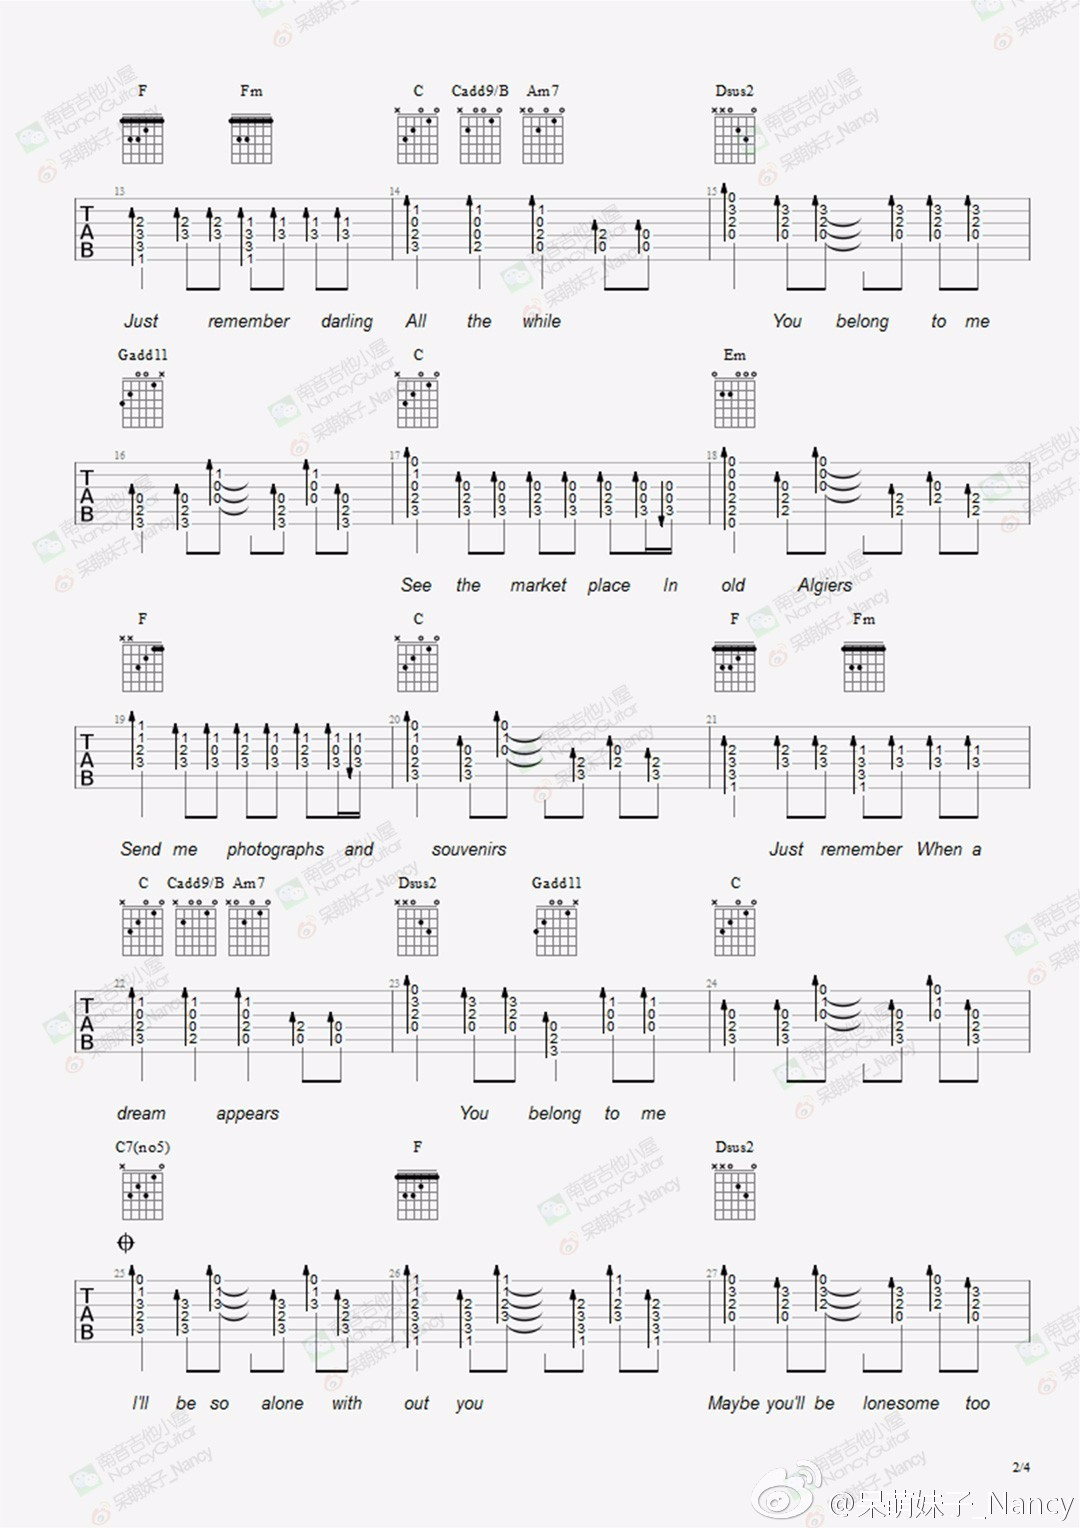 F Fm C Cadd9/B Am7 Dsus2
13 14 15
TAB
Just remember darling All the while You belong to me
Gadd11 C Em
16 17 18
TAB
See the market place In old Algiers
F C F Fm
19 20 21
TAB
Send me photographs and souvenirs Just remember When a
C Cadd9/B Am7 Dsus2 Gadd11 C
22 23 24
TAB
dream appears You belong to me
C7(no5) F Dsus2
25 26 27
TAB
I'll be so alone with out you Maybe you'll be lonesome too
2/4
@呆萌妹子_Nancy
南音吉他小屋
NancyGuitar
呆萌妹子_Nancy